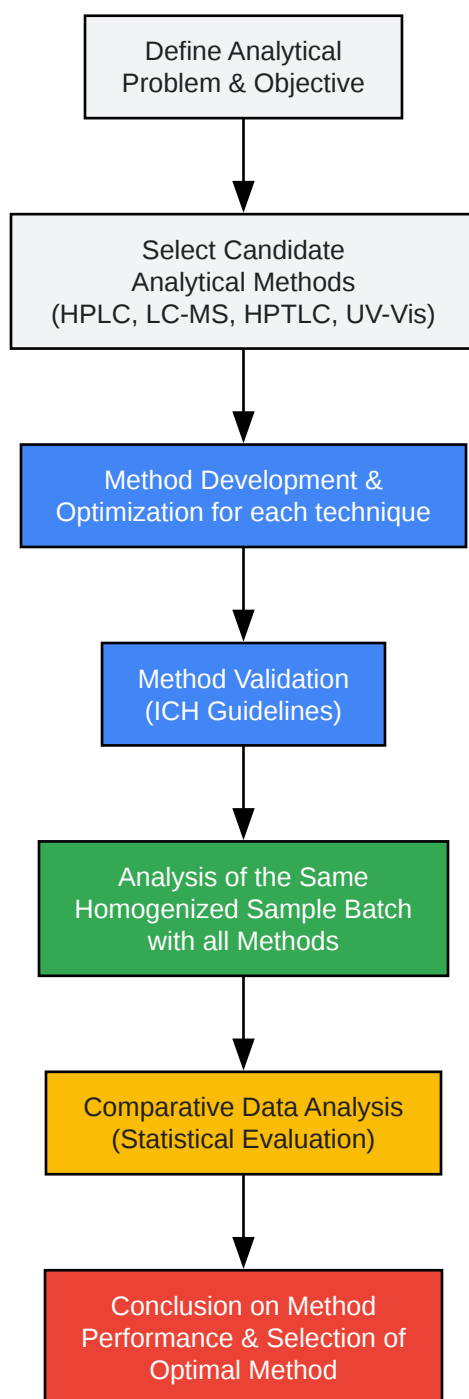 Define Analytical
Problem & Objective
Select Candidate
Analytical Methods
(HPLC, LC-MS, HPTLC, UV-Vis)
Method Development &
Optimization for each technique
Method Validation
(ICH Guidelines)
Analysis of the Same
Homogenized Sample Batch
with all Methods
Comparative Data Analysis
(Statistical Evaluation)
Conclusion on Method
Performance & Selection of
Optimal Method